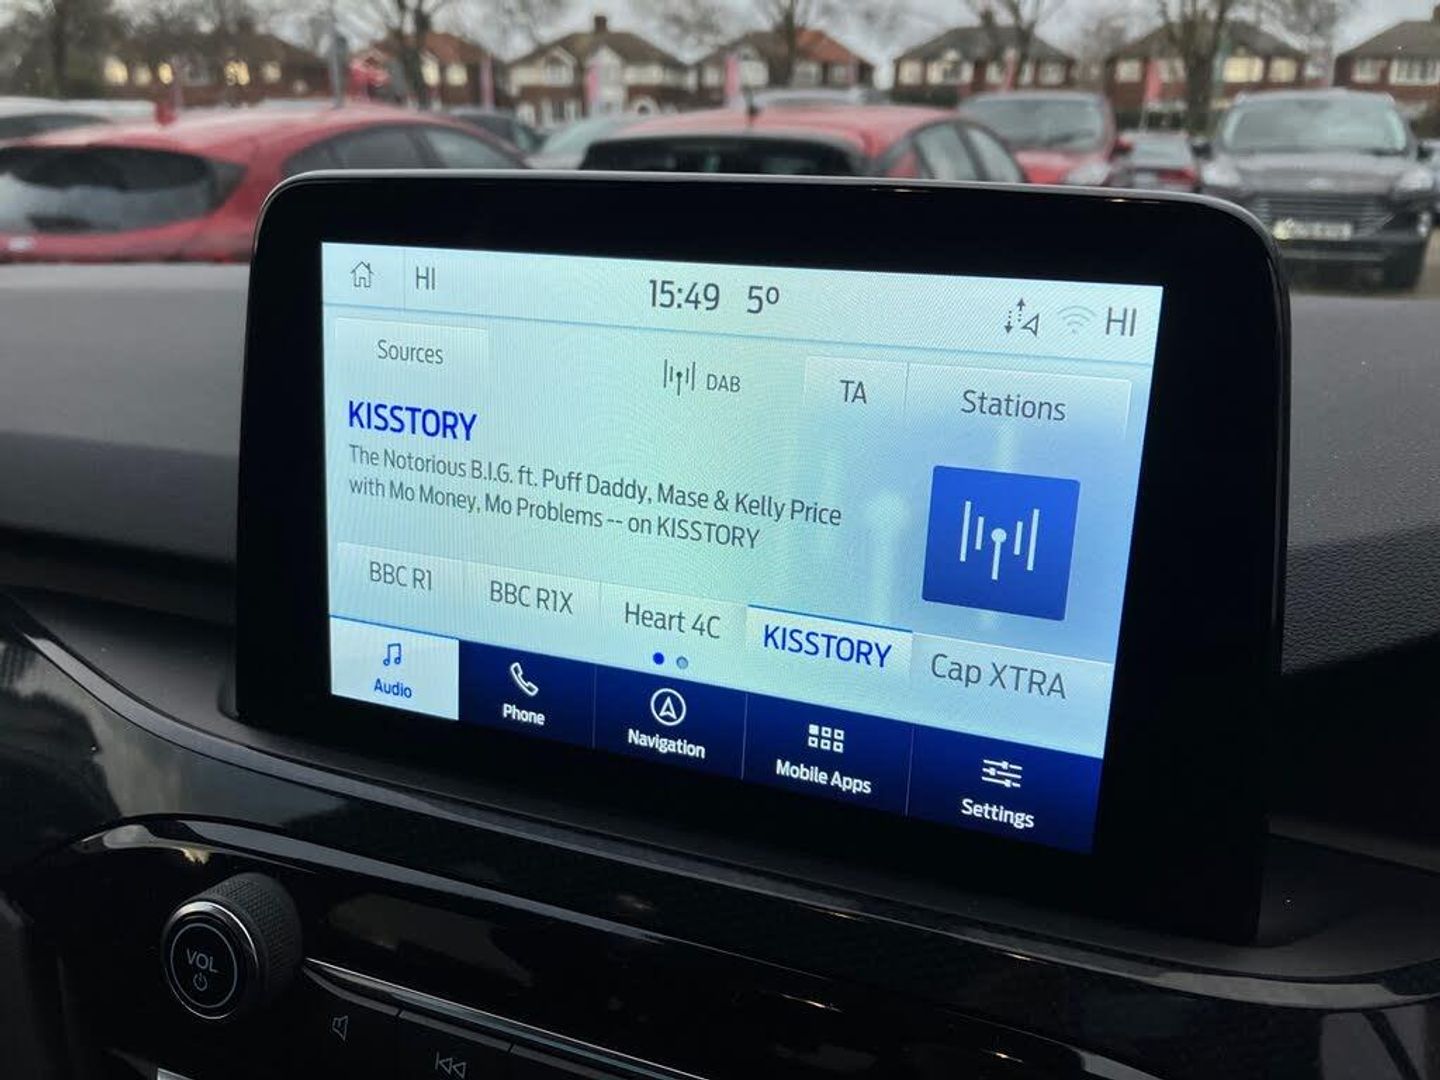 HI
15:49 5º
HI
Sources
DAB
TA
Stations
KISSTORY
The Notorious B.I.G. ft. Puff Daddy, Mase & Kelly Price
with Mo Money, Mo Problems -- on KISSTORY
BBC R1
BBC R1X
Heart 4C
KISSTORY
Cap XTRA
Audio
Phone
Navigation
Mobile Apps
Settings
VOL